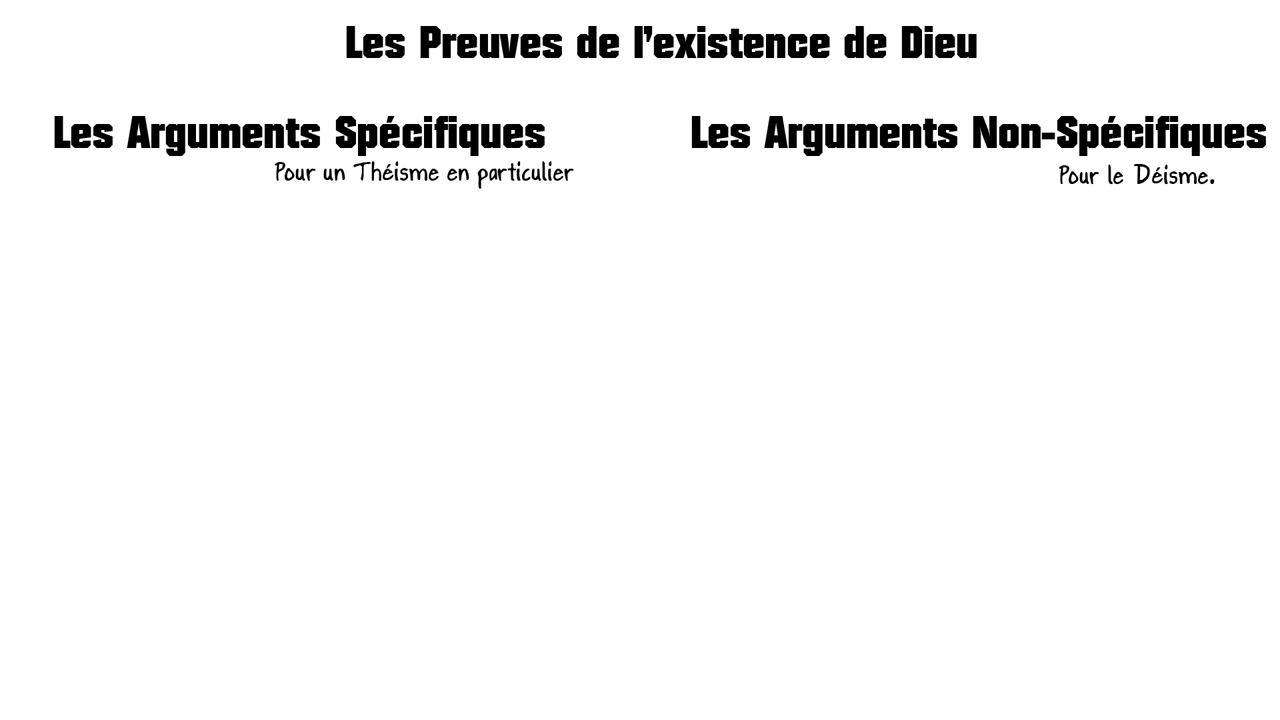 Les Preuves de l'existence de Dieu
Les Arguments Spécifiques
Pour un Théisme en particulier
Les Arguments Non-Spécifiques
Pour le Déisme.